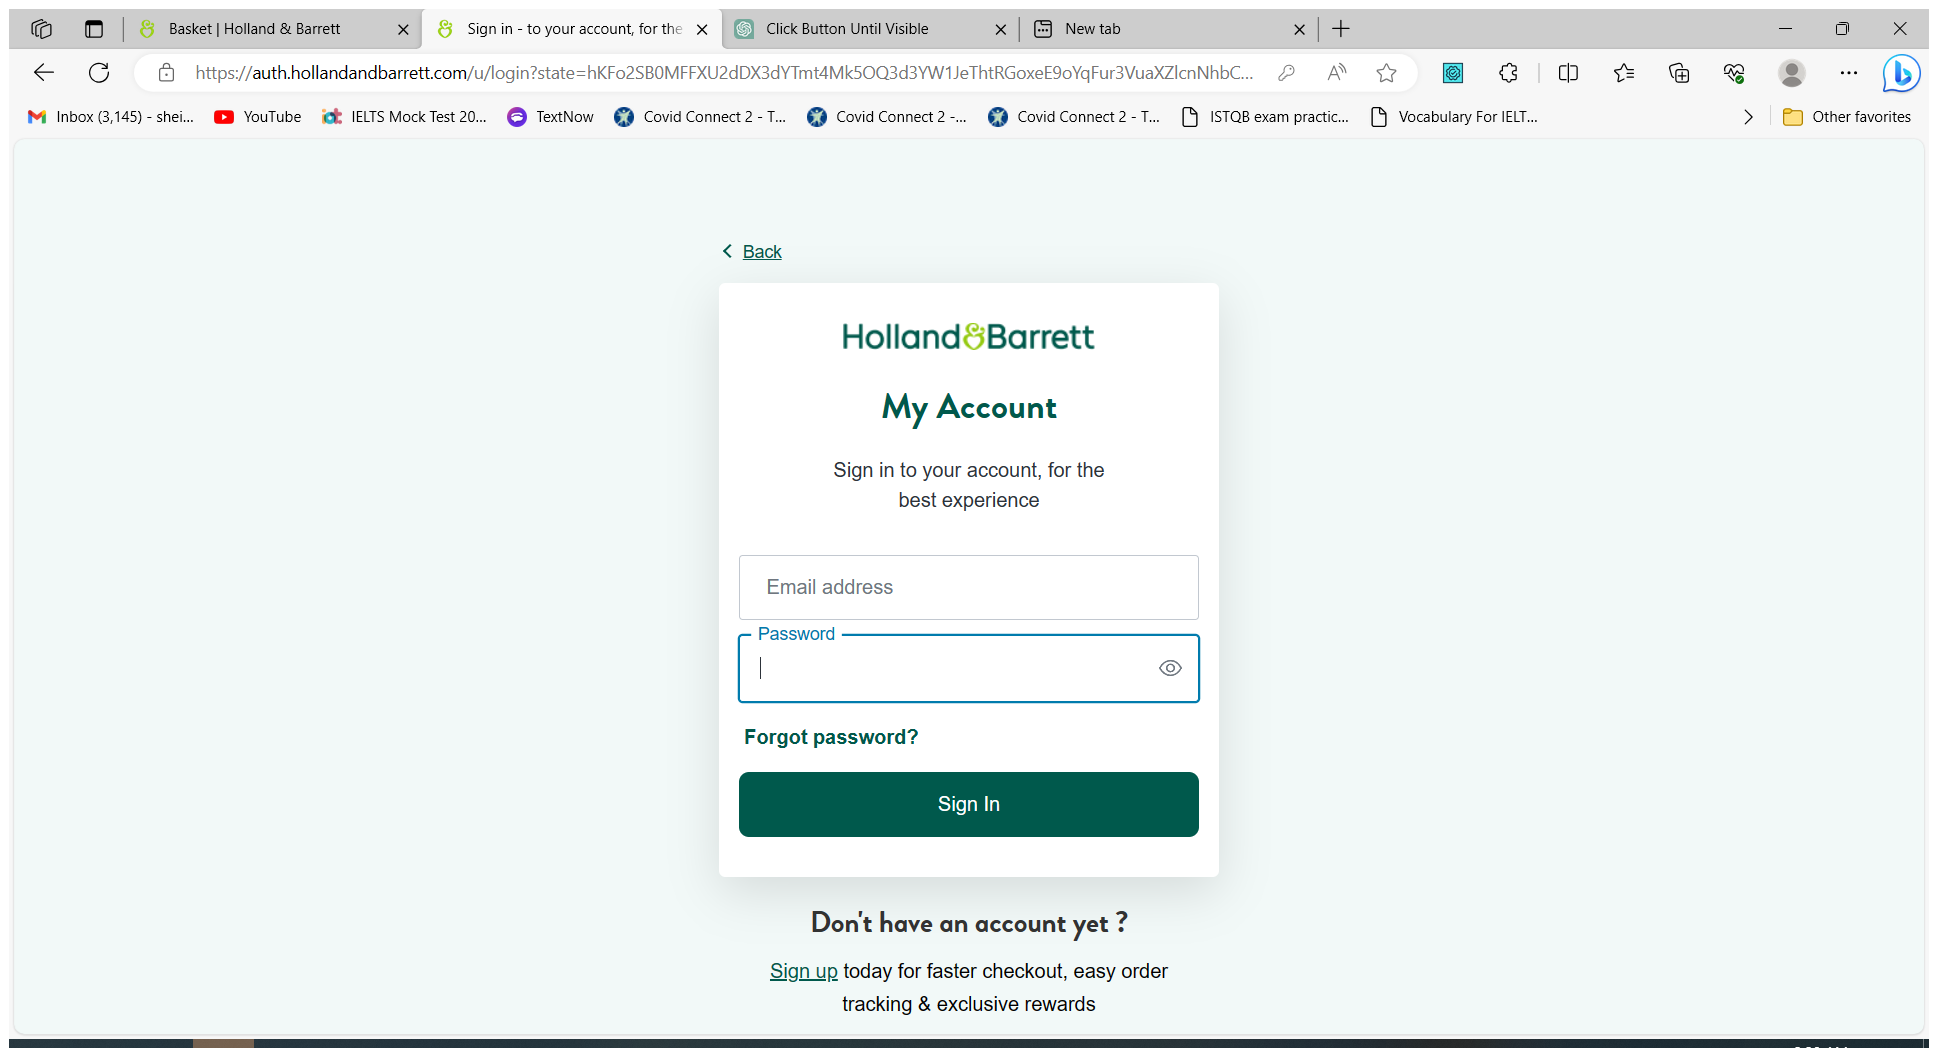 Basket | Holland & Barrett
Sign in - to your account, for the
Click Button Until Visible
New tab
https://auth.hollandandbarrett.com/u/login?state=hKFo2SB0MFFXU2dDX3dYTmt4Mk5OQ3d3YW1JeThtRGoxeE9oYqFur3VuaXZlcnNhbC...
Inbox (3,145) - shei...
YouTube
IELTS Mock Test 20...
TextNow
Covid Connect 2 - T...
Covid Connect 2 -...
Covid Connect 2 - T...
ISTQB exam practic...
Vocabulary For IELT...
Other favorites
Back
Holland&Barrett
My Account
Sign in to your account, for the
best experience
Email address
Password
Forgot password?
Sign In
Don't have an account yet ?
Sign up today for faster checkout, easy order
tracking & exclusive rewards